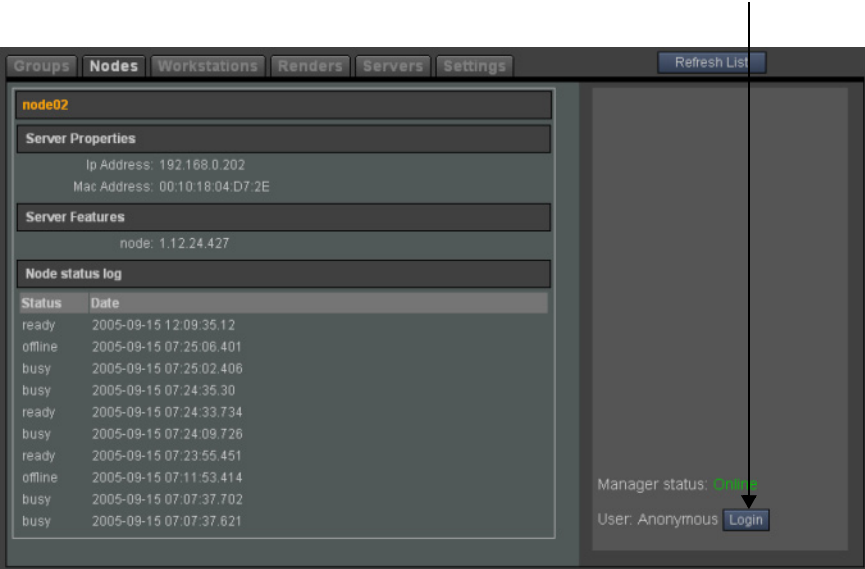 Groups Nodes Workstations Renders Servers Settings Refresh List
node02
Server Properties
Ip Address: 192.168.0.202
Mac Address: 00:10:18:04:D7:2E
Server Features
node: 1.12.24.427
Node status log
Status Date
ready 2005-09-15 12:09:35.12
offline 2005-09-15 07:25:06.401
busy 2005-09-15 07:25:02.406
busy 2005-09-15 07:24:35.30
ready 2005-09-15 07:24:33.734
busy 2005-09-15 07:24:09.726
ready 2005-09-15 07:23:55.451
offline 2005-09-15 07:11:53.414
busy 2005-09-15 07:07:37.702
busy 2005-09-15 07:07:37.621
Manager status: Online
User: Anonymous Login